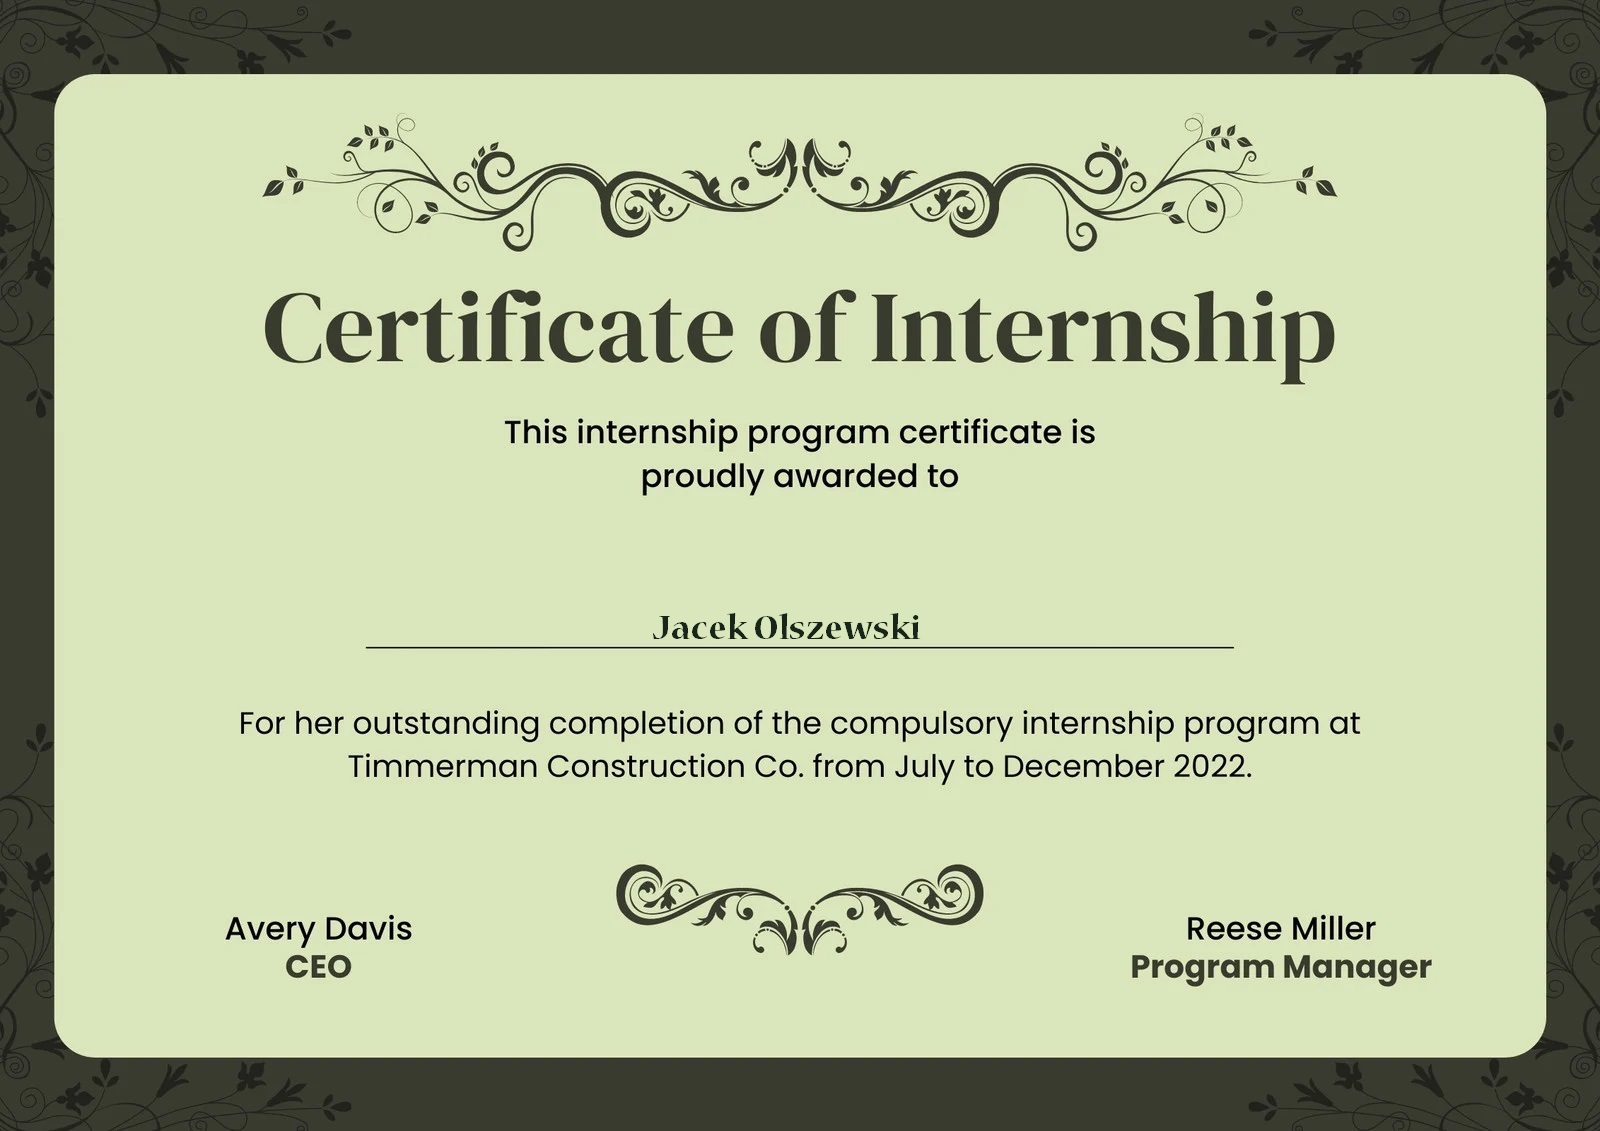 Certificate of Internship
This internship program certificate is
proudly awarded to
Jacek Olszewski
For her outstanding completion of the compulsory internship program at
Timmerman Construction Co. from July to December 2022.
Avery Davis
CEO
Reese Miller
Program Manager